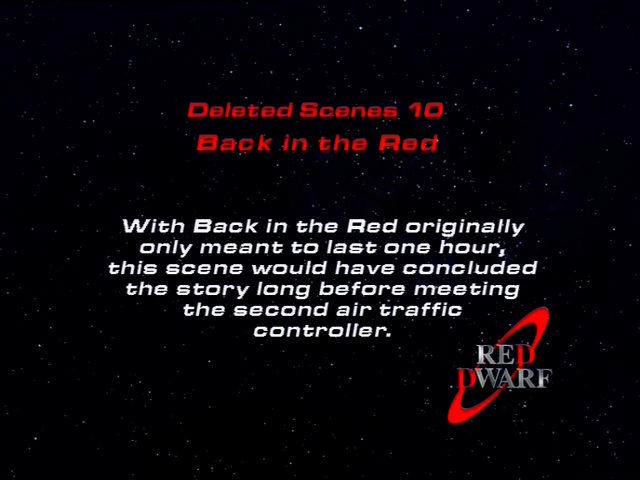 Deleted Scenes 10
Back in the Red
With Back in the Red originally
only meant to last one hour,
this scene would have concluded
the story long before meeting
the second air traffic
controller.
RED
DWARF